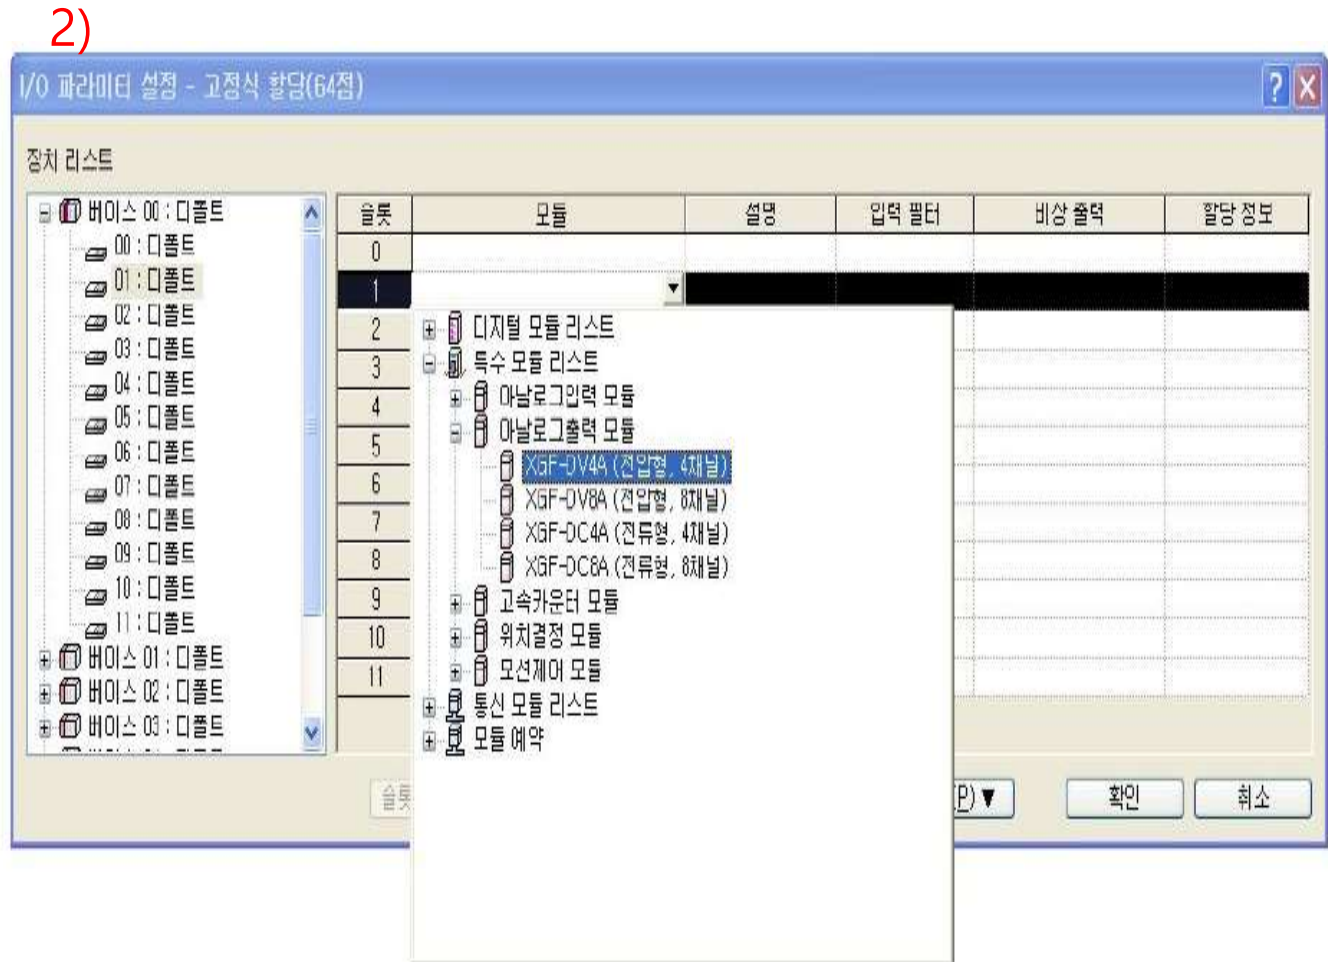 2)
I/O 파라미터 설정 - 고정식 할당(64점)
장치 리스트
베이스 00 : 디폴트
00 : 디폴트
01 : 디폴트
02 : 디폴트
03 : 디폴트
04 : 디폴트
05 : 디폴트
06 : 디폴트
07 : 디폴트
08 : 디폴트
09 : 디폴트
10 : 디폴트
11 : 디폴트
베이스 01 : 디폴트
베이스 02 : 디폴트
베이스 03 : 디폴트
슬롯 모듈 설명 입력 필터 비상 출력 할당 정보
0
1
2
3
4
5
6
7
8
9
10
11
디지털 모듈 리스트
특수 모듈 리스트
아날로그입력 모듈
아날로그출력 모듈
XGF-DV4A (전압형, 4채널)
XGF-DV8A (전압형, 8채널)
XGF-DC4A (전류형, 4채널)
XGF-DC8A (전류형, 8채널)
고속카운터 모듈
위치결정 모듈
모션제어 모듈
통신 모듈 리스트
모듈 예약
슬롯 (P)▼ 확인 취소